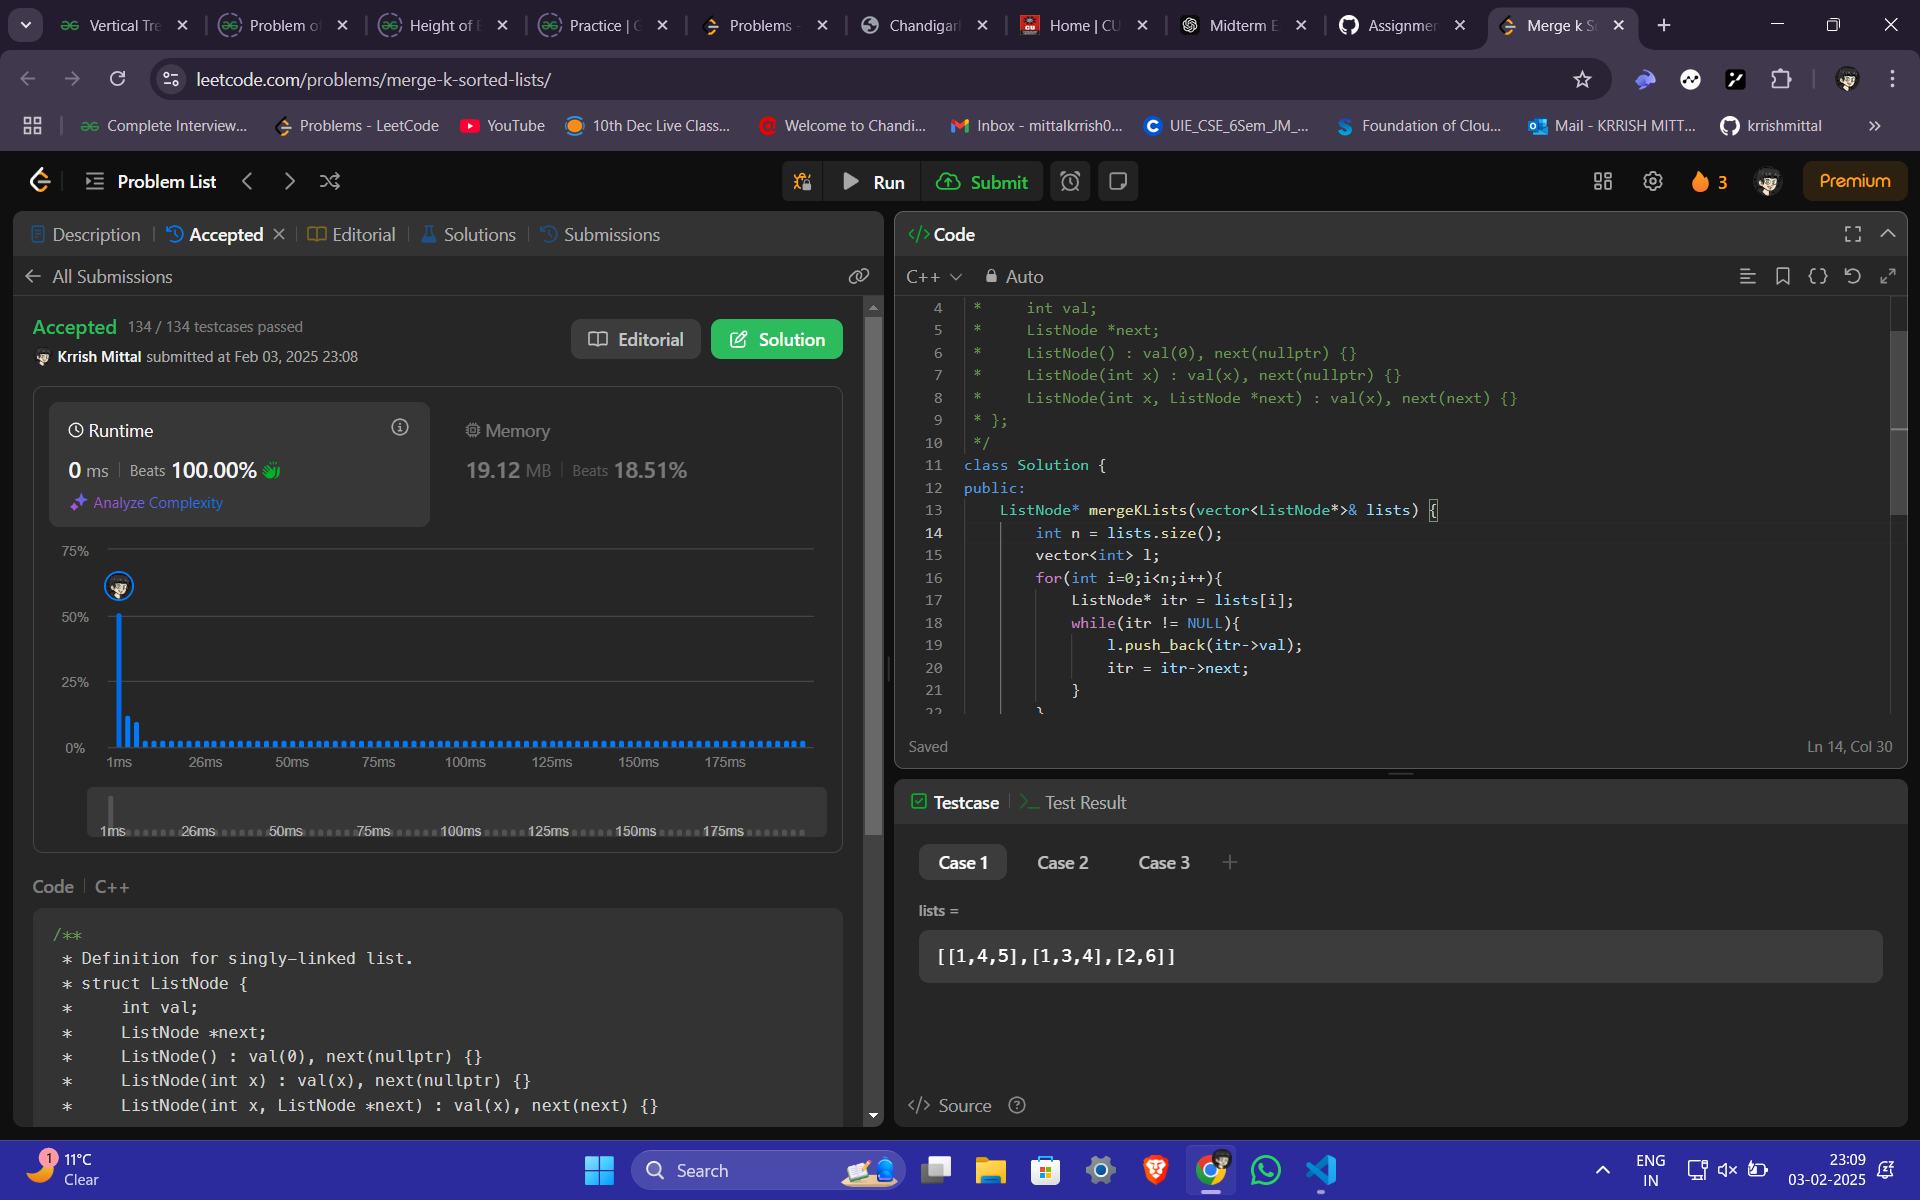 Vertical Tre
Problem of
Height of B
Practice | G
Problems -
Chandigarh
Home | CU
Midterm E
Assignmen
Merge k So
leetcode.com/problems/merge-k-sorted-lists/
Complete Interview...
Problems - LeetCode
YouTube
10th Dec Live Class...
Welcome to Chandi...
Inbox - mittalkrrish0...
UIE_CSE_6Sem_JM_...
Foundation of Clou...
Mail - KRRISH MITT...
krrishmittal
Problem List
Run
Submit
3
Premium
Description
Accepted
Editorial
Solutions
Submissions
All Submissions
Accepted 134 / 134 testcases passed
Krrish Mittal submitted at Feb 03, 2025 23:08
Editorial
Solution
Runtime
0 ms | Beats 100.00%
Analyze Complexity
Memory
19.12 MB | Beats 18.51%
75%
50%
25%
0%
1ms 26ms 50ms 75ms 100ms 125ms 150ms 175ms
1ms 26ms 50ms 75ms 100ms 125ms 150ms 175ms
Code | C++
/**
* Definition for singly-linked list.
* struct ListNode {
*     int val;
*     ListNode *next;
*     ListNode() : val(0), next(nullptr) {}
*     ListNode(int x) : val(x), next(nullptr) {}
*     ListNode(int x, ListNode *next) : val(x), next(next) {}
</> Code
C++
Auto
4 *     int val;
5 *     ListNode *next;
6 *     ListNode() : val(0), next(nullptr) {}
7 *     ListNode(int x) : val(x), next(nullptr) {}
8 *     ListNode(int x, ListNode *next) : val(x), next(next) {}
9 * };
10 */
11 class Solution {
12 public:
13     ListNode* mergeKLists(vector<ListNode*>& lists) {
14         int n = lists.size();
15         vector<int> l;
16         for(int i=0;i<n;i++){
17             ListNode* itr = lists[i];
18             while(itr != NULL){
19                 l.push_back(itr->val);
20                 itr = itr->next;
21             }
22         }
Saved
Ln 14, Col 30
Testcase
Test Result
Case 1
Case 2
Case 3
lists =
[[1,4,5],[1,3,4],[2,6]]
</> Source
1
11°C
Clear
Search
ENG
IN
23:09
03-02-2025